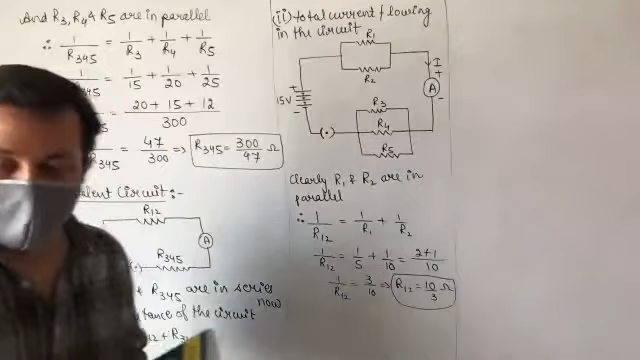 And R3, R4 & R5 are in parallel
∴ 1/R345 = 1/R3 + 1/R4 + 1/R5
1/R345 = 1/15 + 1/20 + 1/25
= 20 + 15 + 12 / 300
R345 = 47/300 => R345 = 300/47 Ω
Circuit :-
R12
A
R345
R345 are in series
now
of the circuit
(ii) total current flowing
in the circuit
R1
R2
I
+
A
-
15V
+
-
R3
R4
R5
Clearly R1 & R2 are in
parallel
∴ 1/R12 = 1/R1 + 1/R2
1/R12 = 1/5 + 1/10 = 2+1/10
1/R12 = 3/10 => R12 = 10/3 Ω